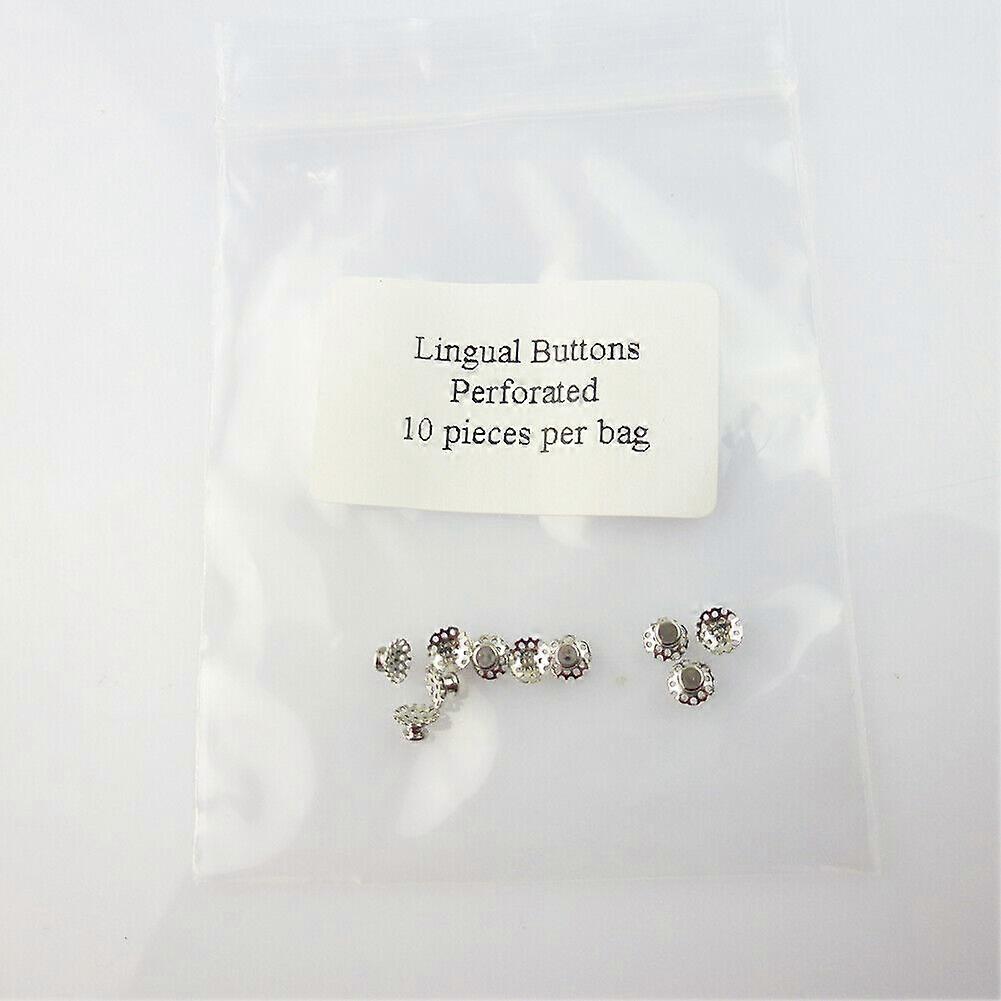 Lingual Buttons
Perforated
10 pieces per bag